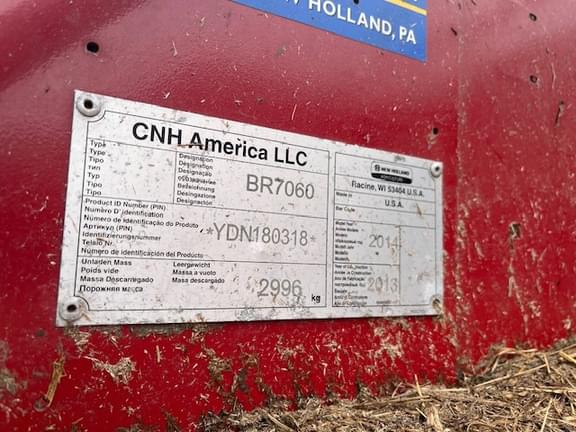 HOLLAND, PA
CNH America LLC
Type
Type
Tipo
тип
Typ
Tipo
Tipo
Designation
Désignation
Designação
Bezeichnung
Designazione
Designación
BR7060
Product ID Number (PIN)
Numéro D'identification
Número de identificação do Produto
Артикул (PIN)
Identifizierungsnummer
Telaio Nr.
Número de identificación del Producto
*YDN180318*
Unladen Mass
Poids vide
Massa Descarregado
Порожняя масса
Leergewicht
Massa a vuoto
Masa descargado
2996 kg
NEW HOLLAND
AGRICULTURE
Racine, WI 53404 U.S.A.
Made in
U.S.A.
Bar Code
2014
2013